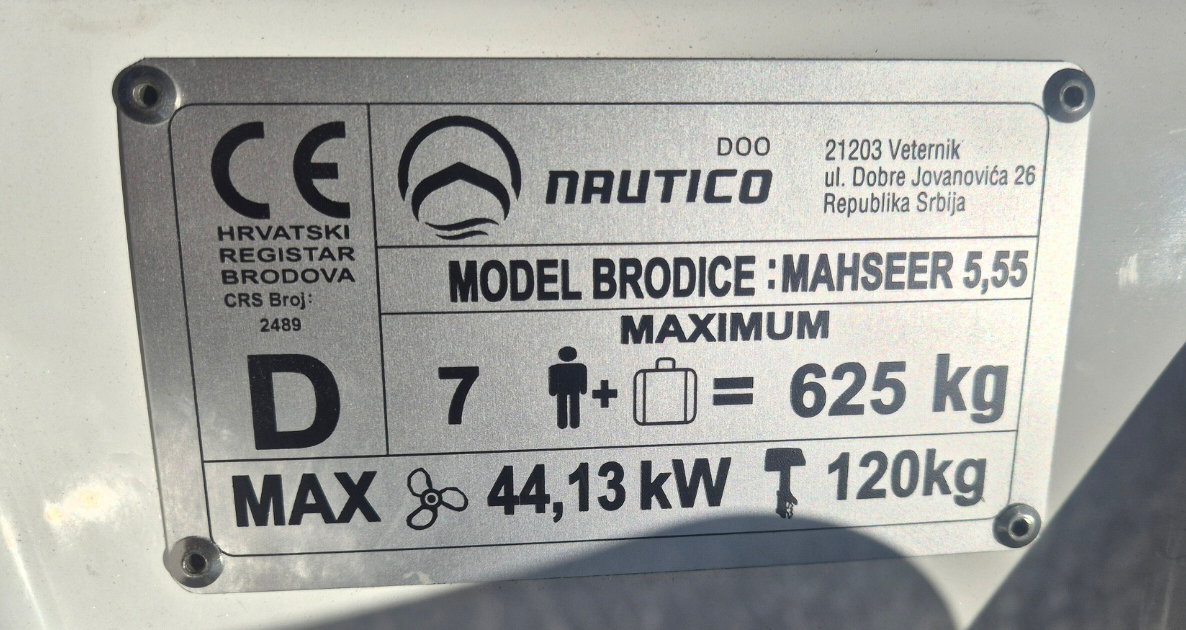 CE
HRVATSKI
REGISTAR
BRODOVA
CRS Broj:
2489
D
DOO
NAUTICO
21203 Veternik
ul. Dobre Jovanovića 26
Republika Srbija
MODEL BRODICE :MAHSEER 5,55
MAXIMUM
7 + = 625 kg
MAX 44,13 kW 120kg